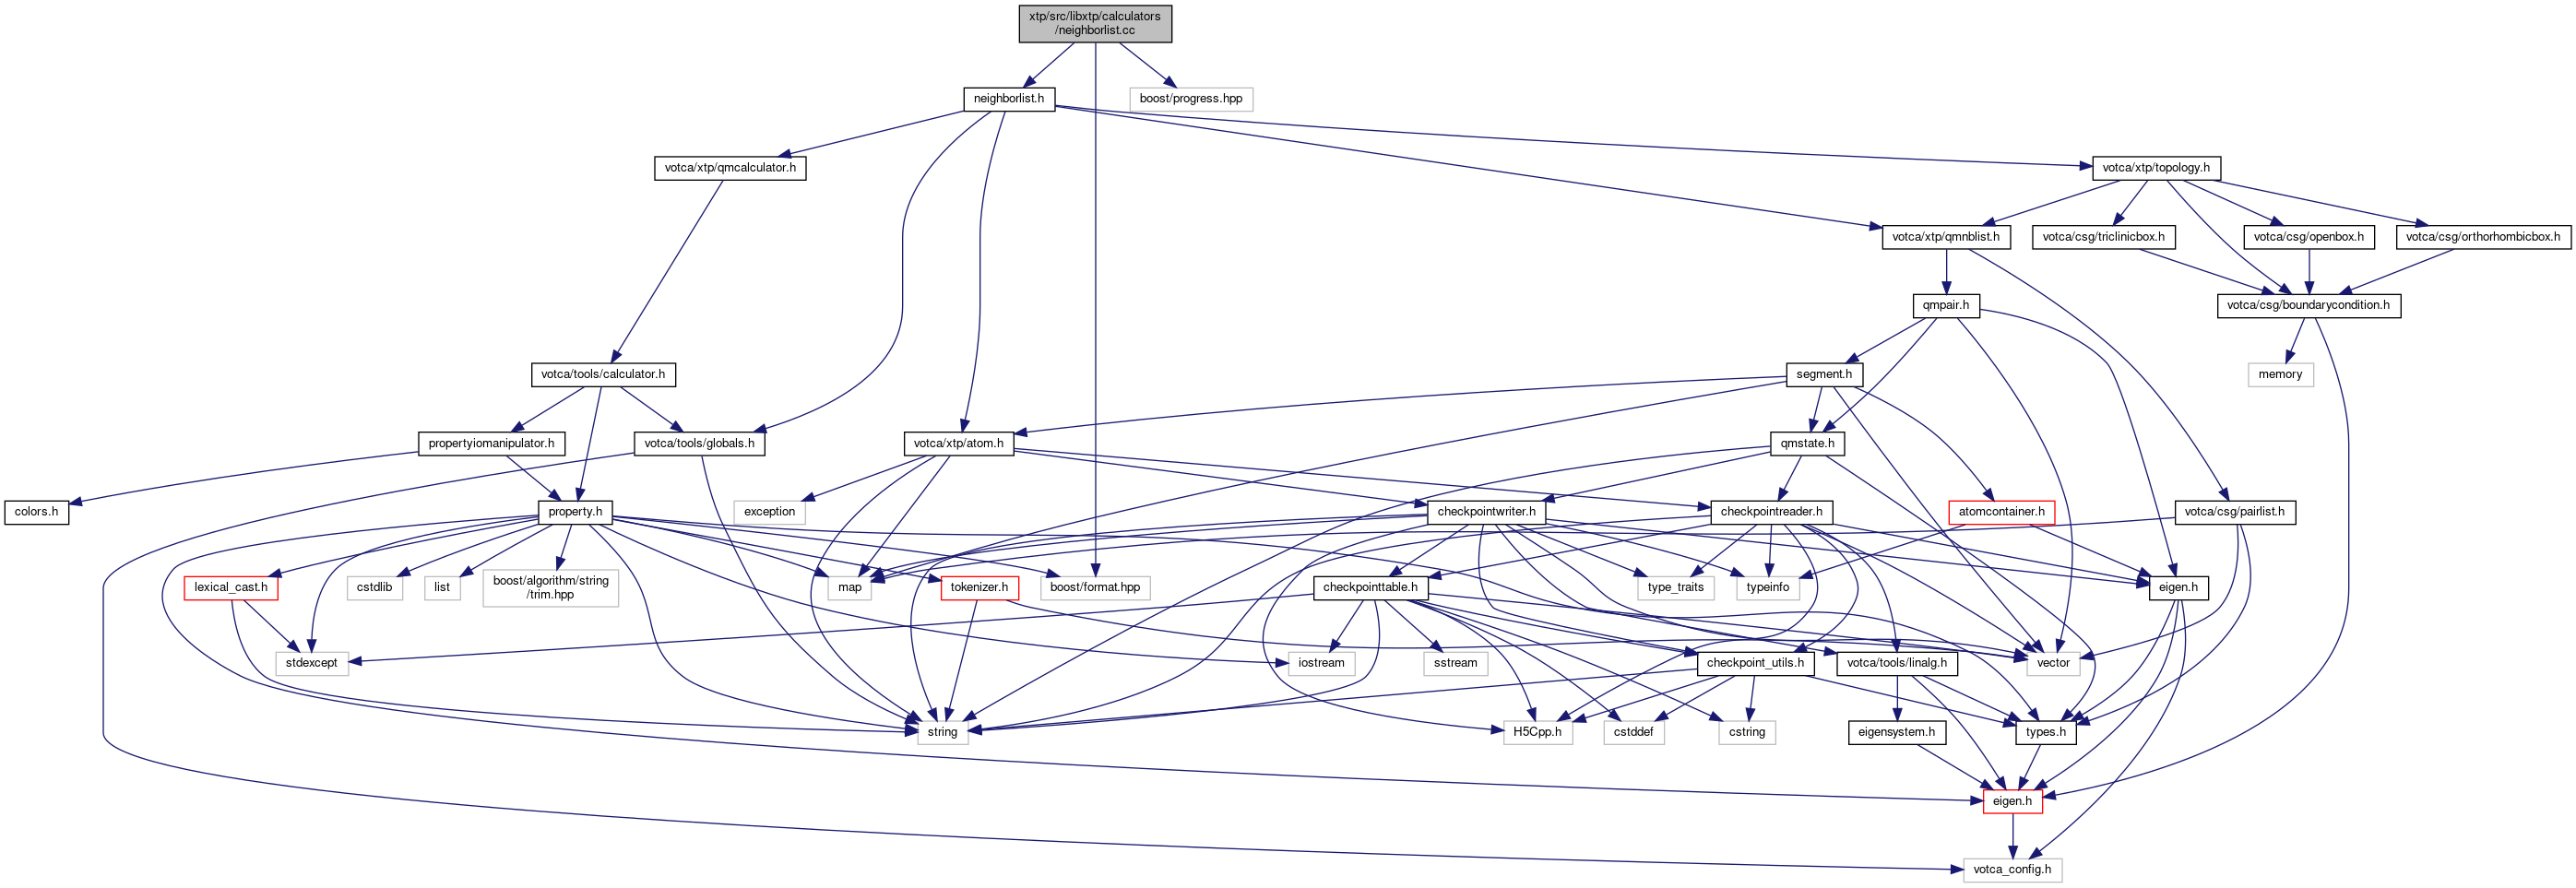 xtp/src/libxtp/calculators
/neighborlist.cc
neighborlist.h
boost/progress.hpp
votca/xtp/qmcalculator.h
votca/xtp/topology.h
votca/xtp/qmnblist.h
votca/csg/triclinicbox.h
votca/csg/openbox.h
votca/csg/orthorhombicbox.h
qmpair.h
votca/csg/boundarycondition.h
votca/tools/calculator.h
segment.h
memory
propertyiomanipulator.h
votca/tools/globals.h
votca/xtp/atom.h
qmstate.h
colors.h
property.h
exception
checkpointwriter.h
checkpointreader.h
atomcontainer.h
votca/csg/pairlist.h
lexical_cast.h
cstdlib
list
boost/algorithm/string
/trim.hpp
map
tokenizer.h
boost/format.hpp
checkpointtable.h
type_traits
typeinfo
eigen.h
stdexcept
iostream
sstream
checkpoint_utils.h
votca/tools/linalg.h
vector
string
H5Cpp.h
cstddef
cstring
eigensystem.h
types.h
eigen.h
votca_config.h